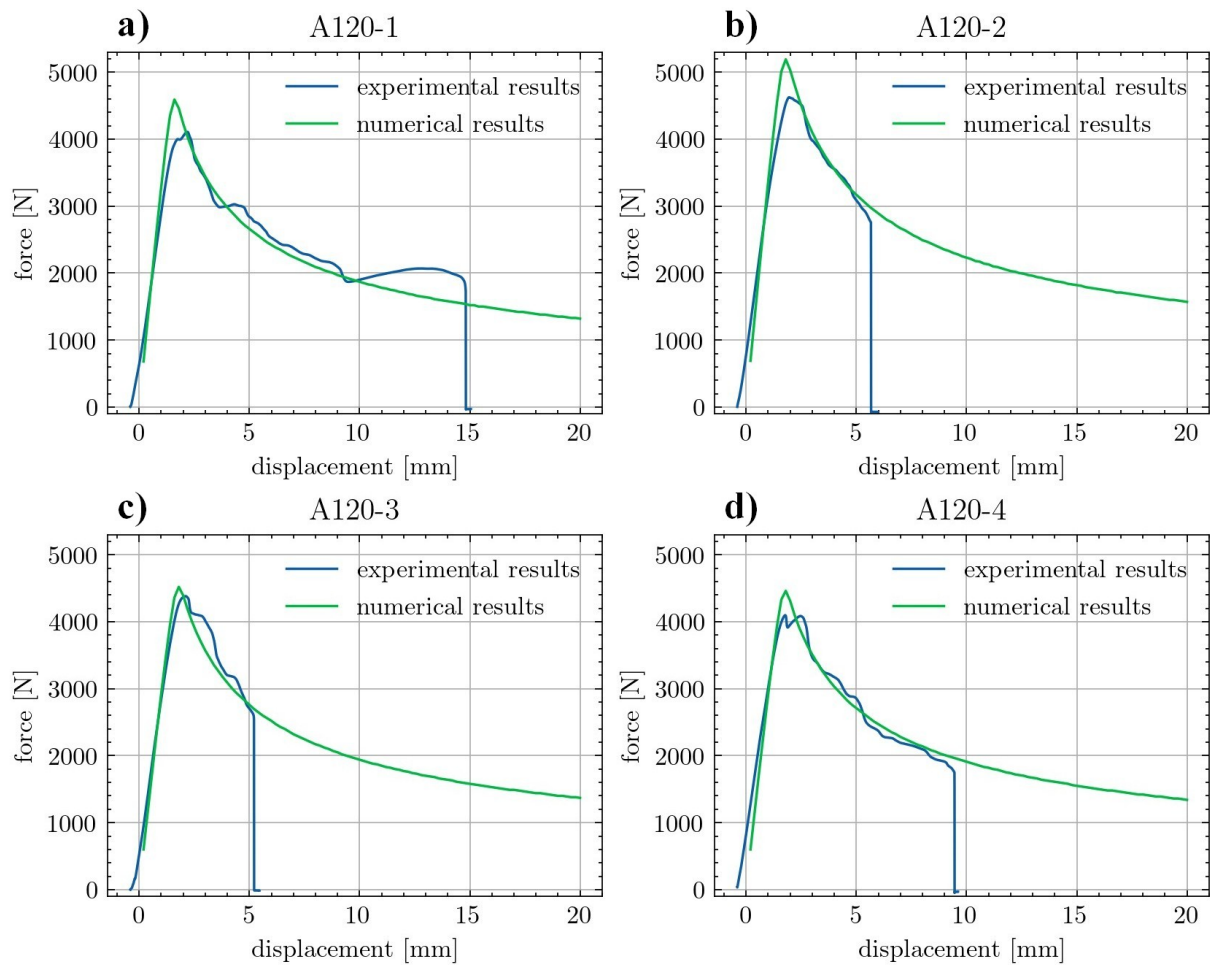 a)
A120-1
5000
4000
3000
2000
1000
0
force [N]
experimental results
numerical results
0 5 10 15 20
displacement [mm]
b)
A120-2
5000
4000
3000
2000
1000
0
force [N]
experimental results
numerical results
0 5 10 15 20
displacement [mm]
c)
A120-3
5000
4000
3000
2000
1000
0
force [N]
experimental results
numerical results
0 5 10 15 20
displacement [mm]
d)
A120-4
5000
4000
3000
2000
1000
0
force [N]
experimental results
numerical results
0 5 10 15 20
displacement [mm]